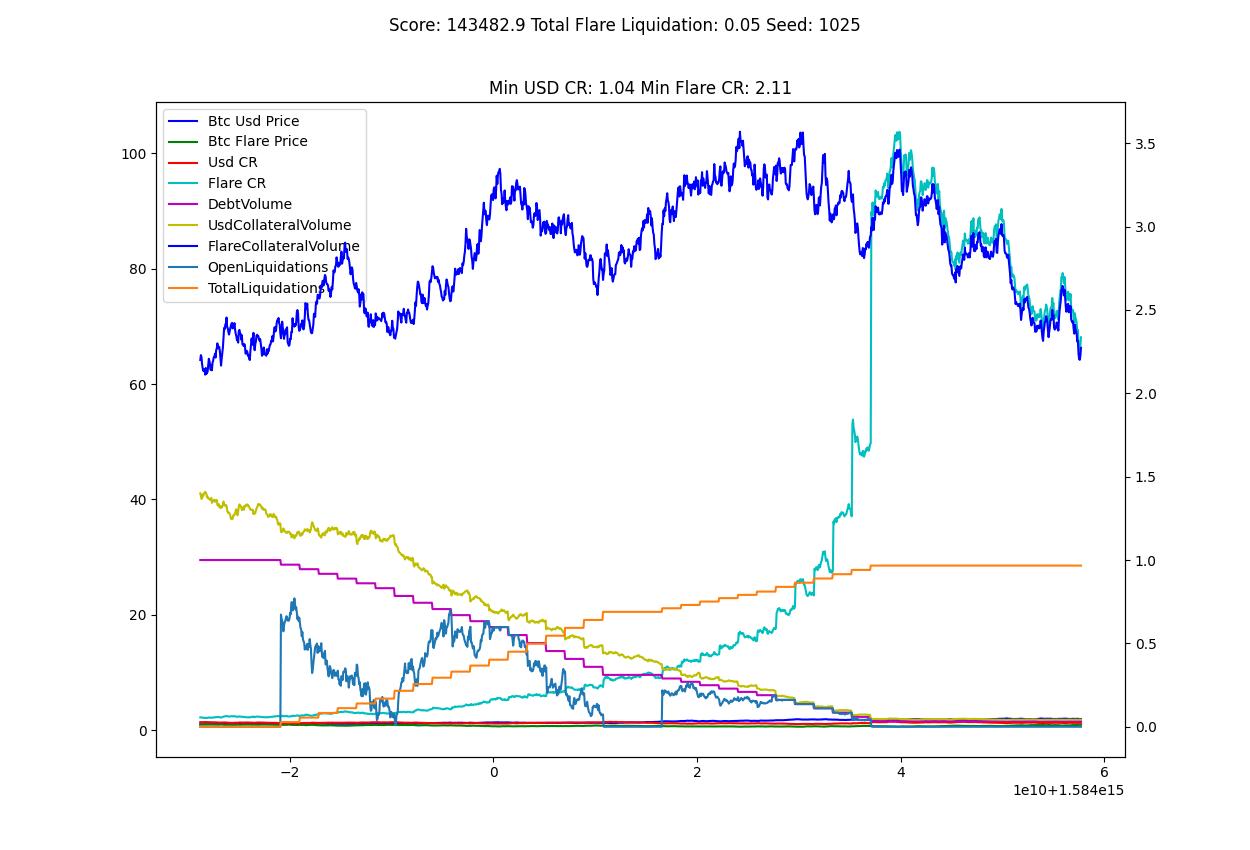 Score: 143482.9 Total Flare Liquidation: 0.05 Seed: 1025
Min USD CR: 1.04 Min Flare CR: 2.11
Btc Usd Price
Btc Flare Price
Usd CR
Flare CR
DebtVolume
UsdCollateralVolume
FlareCollateralVolume
OpenLiquidations
TotalLiquidations
100
80
60
40
20
0
3.5
3.0
2.5
2.0
1.5
1.0
0.5
0.0
−2
0
2
4
6
1e10+1.584e15